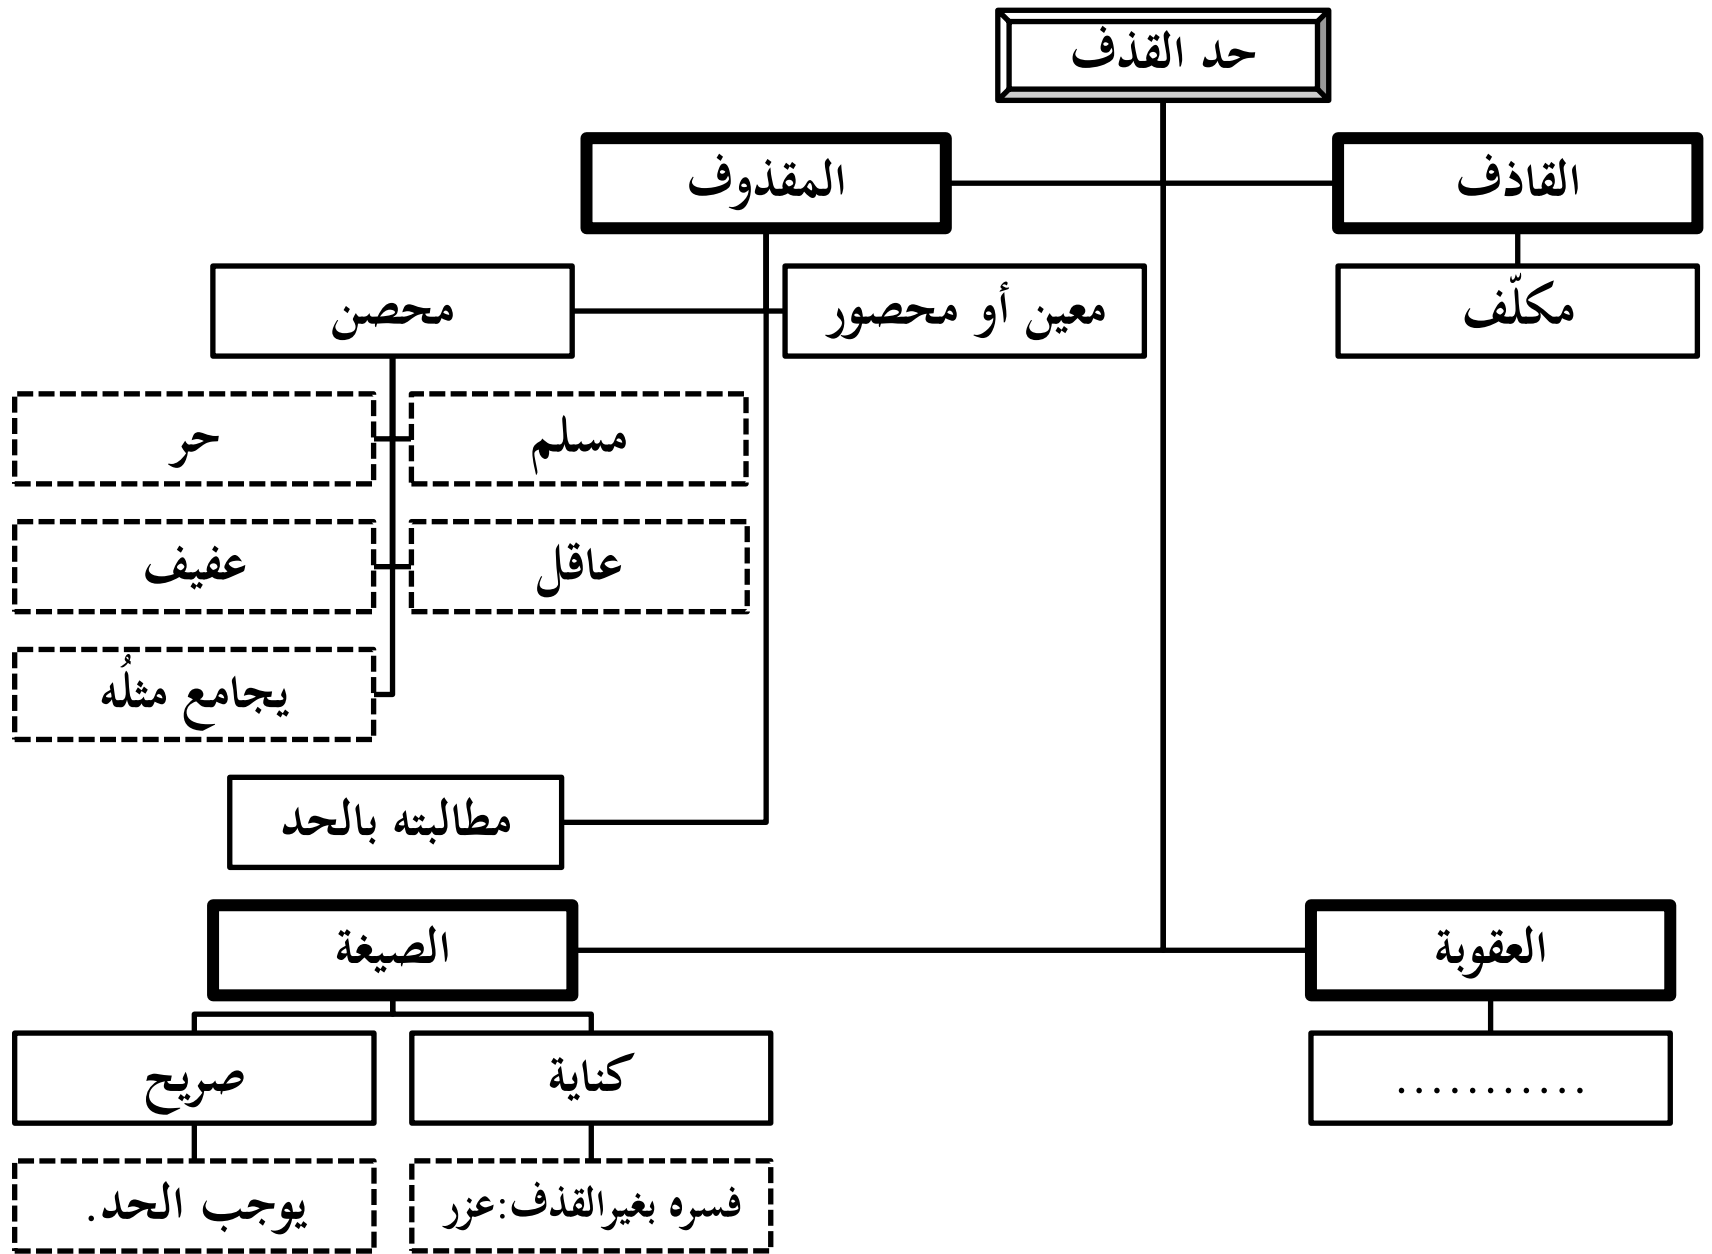 حد القذف
القاذف
المقذوف
مكلّف
معين أو محصور
محصن
مسلم
حر
عاقل
عفيف
يجامع مثلُه
مطالبته بالحد
العقوبة
الصيغة
...........
كناية
صريح
فسره بغيرالقذف:عزر
يوجب الحد.